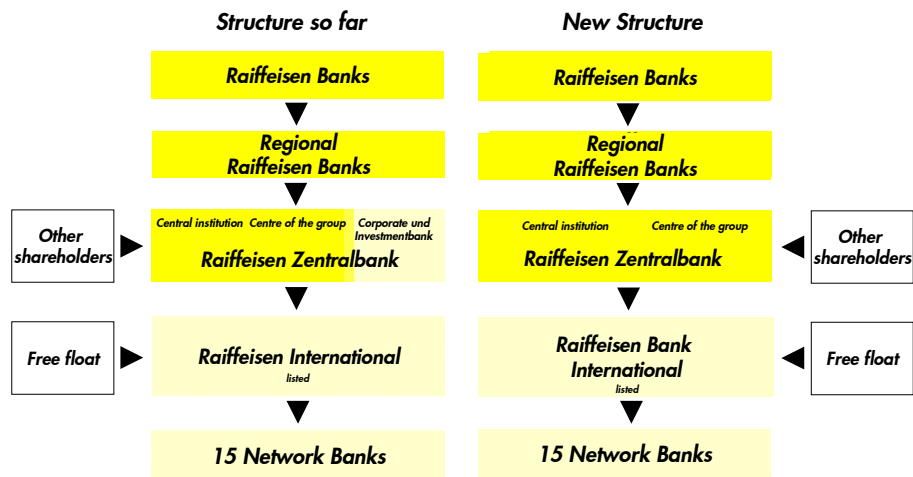 Structure so far
New Structure
Raiffeisen Banks
Raiffeisen Banks
Regional
Raiffeisen Banks
Regional
Raiffeisen Banks
Other
shareholders
Central institution
Centre of the group
Corporate und
Investmentbank
Raiffeisen Zentralbank
Central institution
Centre of the group
Raiffeisen Zentralbank
Other
shareholders
Free float
Raiffeisen International
listed
Raiffeisen Bank
International
listed
Free float
15 Network Banks
15 Network Banks